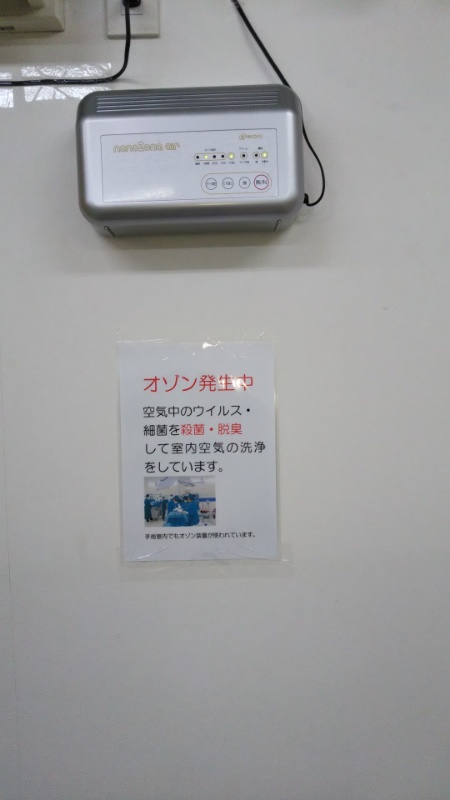 nanoZone air
オゾン発生中
空気中のウイルス・
細菌を殺菌・脱臭
して室内空気の洗浄
をしています。
手術室内でもオゾン装置が使われています。